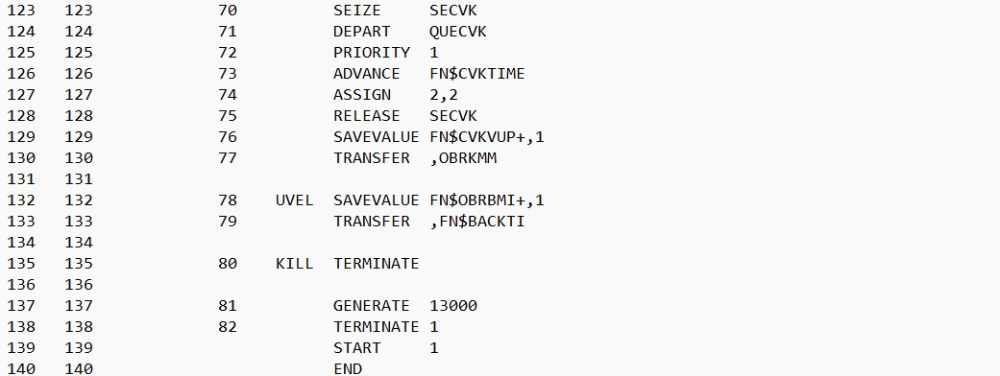 123   123             70          SEIZE     SECVK
124   124             71          DEPART    QUECVK
125   125             72          PRIORITY  1
126   126             73          ADVANCE   FN$CVKTIME
127   127             74          ASSIGN    2,2
128   128             75          RELEASE   SECVK
129   129             76          SAVEVALUE FN$CVKVUP+,1
130   130             77          TRANSFER  ,OBRKMM
131   131
132   132             78    UVEL  SAVEVALUE FN$OBRBMI+,1
133   133             79          TRANSFER  ,FN$BACKTI
134   134
135   135             80    KILL  TERMINATE
136   136
137   137             81          GENERATE  13000
138   138             82          TERMINATE 1
139   139                         START     1
140   140                         END